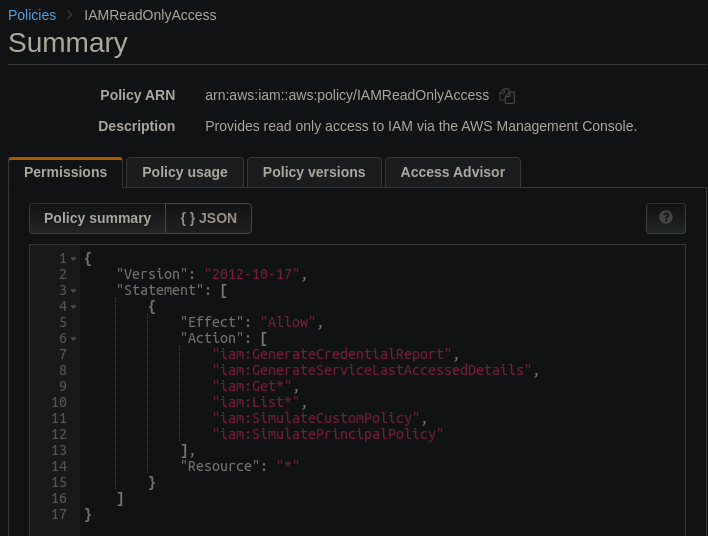 Policies > IAMReadOnlyAccess
Summary
Policy ARN arn:aws:iam::aws:policy/IAMReadOnlyAccess
Description Provides read only access to IAM via the AWS Management Console.
Permissions Policy usage Policy versions Access Advisor
Policy summary { } JSON ?
1 {
2     "Version": "2012-10-17",
3     "Statement": [
4         {
5             "Effect": "Allow",
6             "Action": [
7                 "iam:GenerateCredentialReport",
8                 "iam:GenerateServiceLastAccessedDetails",
9                 "iam:Get*",
10                 "iam:List*",
11                 "iam:SimulateCustomPolicy",
12                 "iam:SimulatePrincipalPolicy"
13             ],
14             "Resource": "*"
15         }
16     ]
17 }